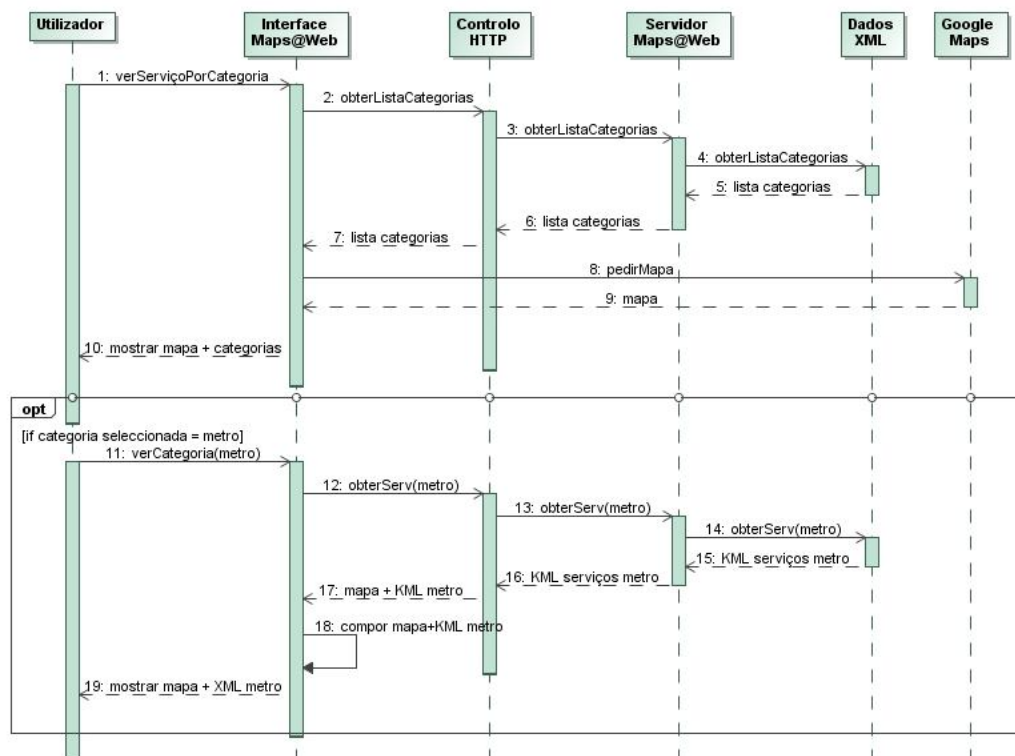 Utilizador
Interface
Maps@Web
Controlo
HTTP
Servidor
Maps@Web
Dados
XML
Google
Maps
1: verServiçoPorCategoria
2: obterListaCategorias
3: obterListaCategorias
4: obterListaCategorias
5: lista categorias
6: lista categorias
7: lista categorias
8: pedirMapa
9: mapa
10: mostrar mapa + categorias
opt
[if categoria seleccionada = metro]
11: verCategoria(metro)
12: obterServ(metro)
13: obterServ(metro)
14: obterServ(metro)
15: KML serviços metro
16: KML serviços metro
17: mapa + KML metro
18: compor mapa+KML metro
19: mostrar mapa + XML metro